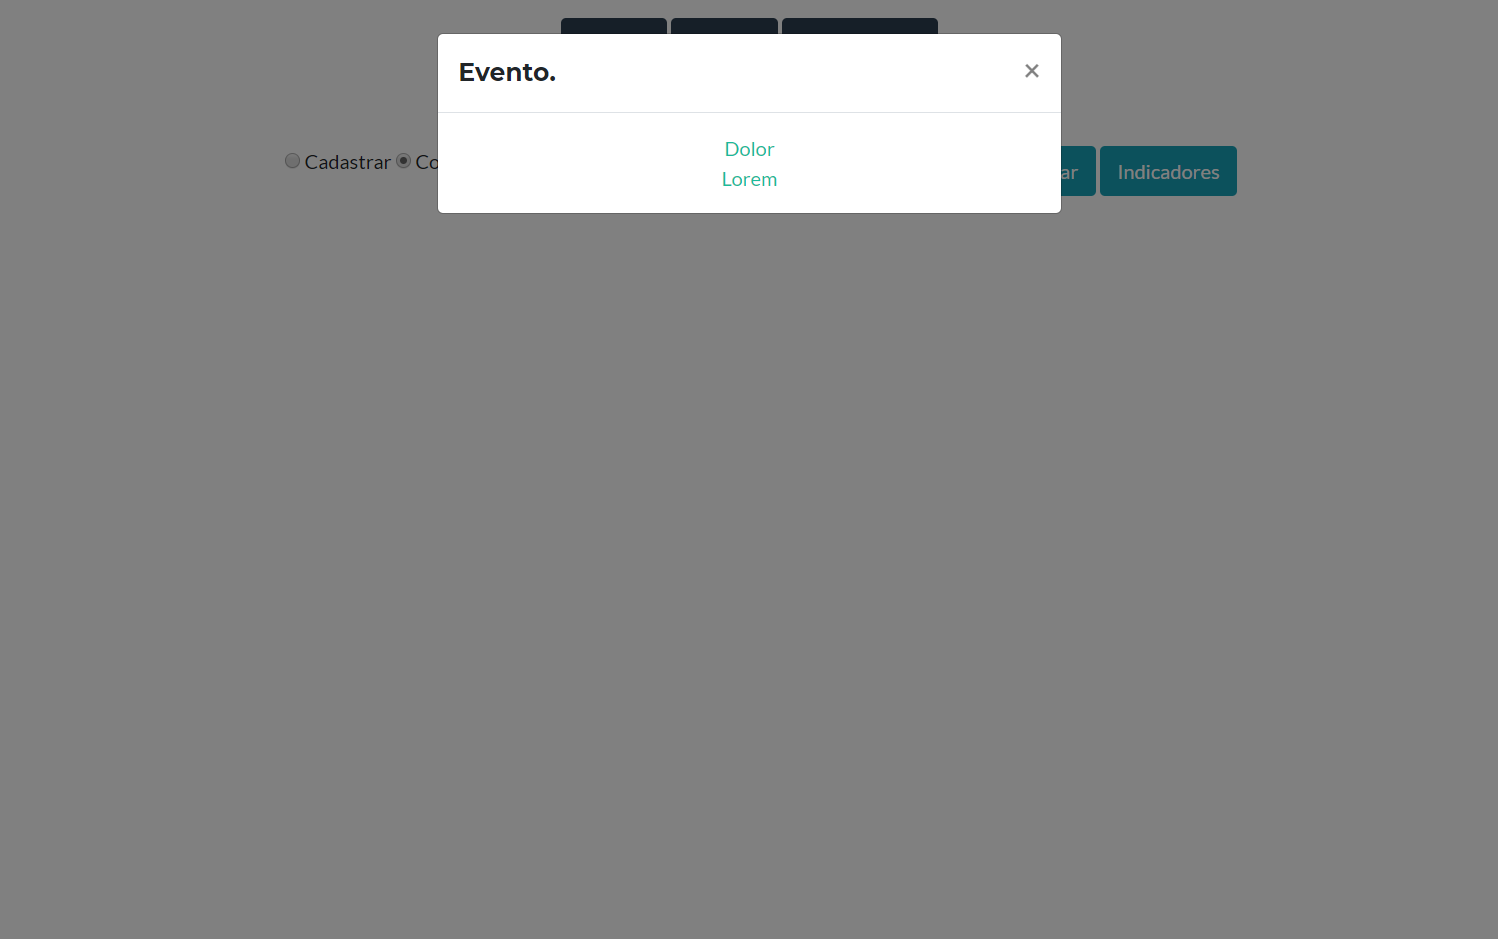 Evento. ×
Dolor
Lorem
Cadastrar
Indicadores